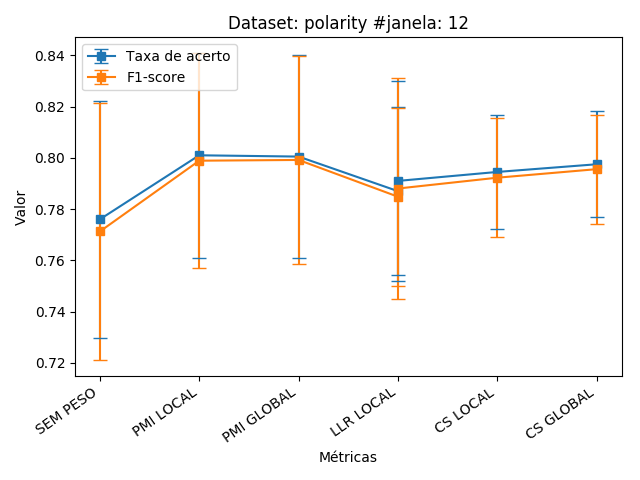 Dataset: polarity #janela: 12
Taxa de acerto
F1-score
0.84
0.82
0.80
0.78
0.76
0.74
0.72
Valor
SEM PESO
PMI LOCAL
PMI GLOBAL
LLR LOCAL
CS LOCAL
CS GLOBAL
Métricas